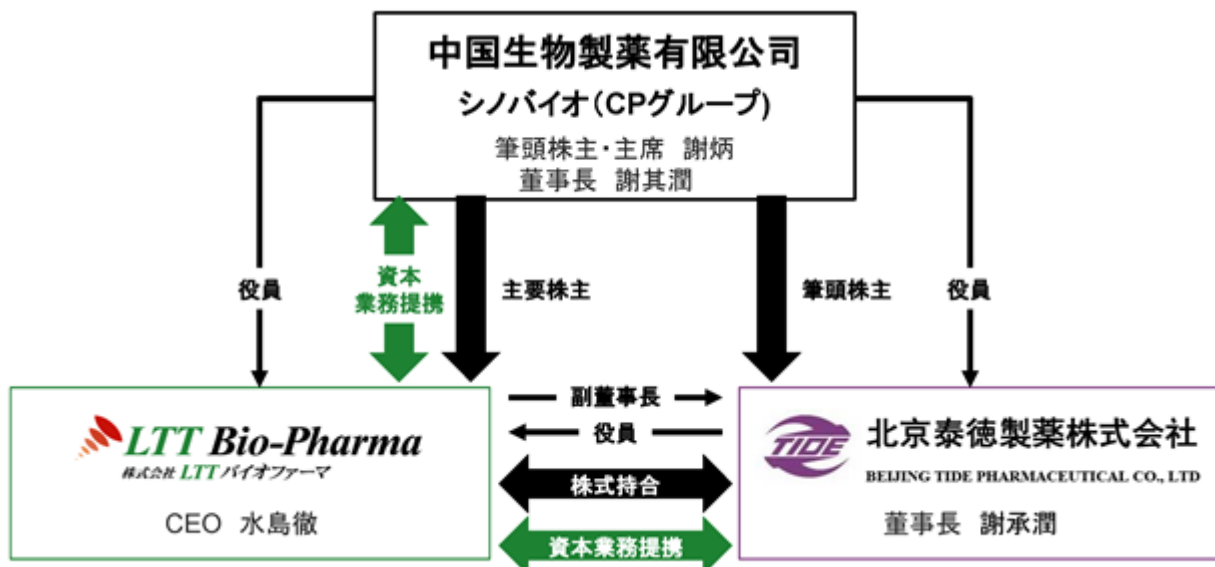 中国生物製薬有限公司
シノバイオ(CPグループ)
筆頭株主・主席 謝炳
董事長 謝其潤
役員
資本
業務提携
主要株主
筆頭株主
役員
LTT Bio-Pharma
株式会社 LTT バイオファーマ
CEO 水島徹
副董事長
役員
株式持合
資本業務提携
TIDE
北京泰徳製薬株式会社
BEIJING TIDE PHARMACEUTICAL CO., LTD
董事長 謝承潤